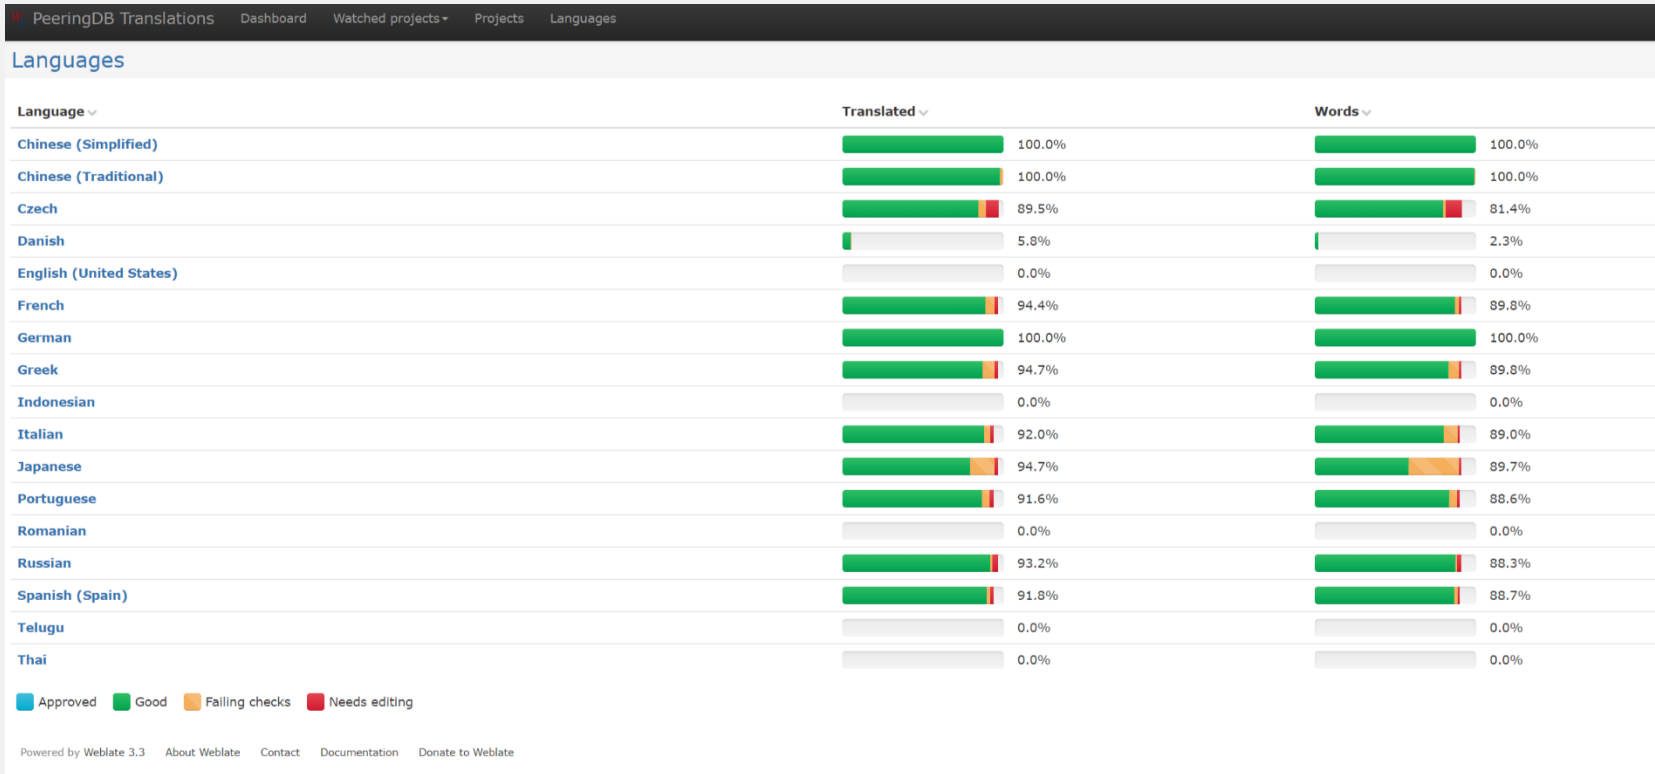 PeeringDB Translations Dashboard Watched projects Projects Languages
Languages
Language Translated Words
Chinese (Simplified) 100.0% 100.0%
Chinese (Traditional) 100.0% 100.0%
Czech 89.5% 81.4%
Danish 5.8% 2.3%
English (United States) 0.0% 0.0%
French 94.4% 89.8%
German 100.0% 100.0%
Greek 94.7% 89.8%
Indonesian 0.0% 0.0%
Italian 92.0% 89.0%
Japanese 94.7% 89.7%
Portuguese 91.6% 88.6%
Romanian 0.0% 0.0%
Russian 93.2% 88.3%
Spanish (Spain) 91.8% 88.7%
Telugu 0.0% 0.0%
Thai 0.0% 0.0%
Approved Good Failing checks Needs editing
Powered by Weblate 3.3 About Weblate Contact Documentation Donate to Weblate